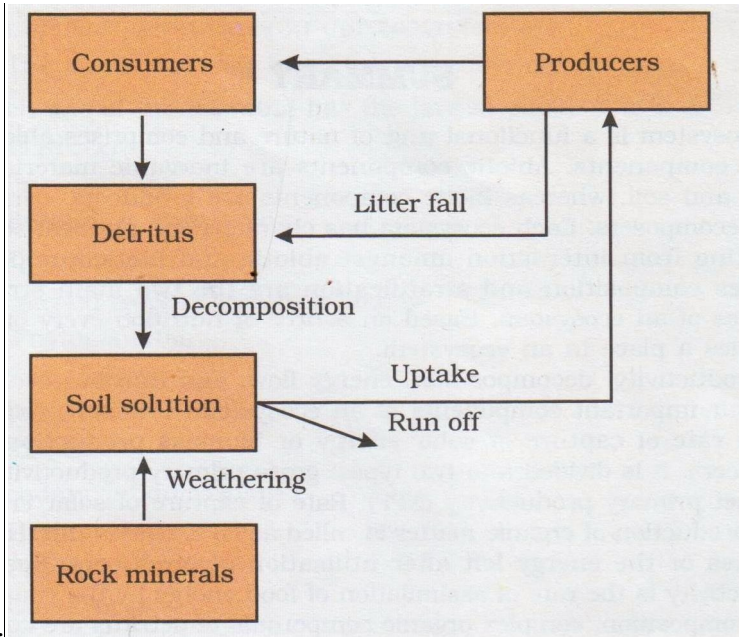 Consumers
Producers
Litter fall
Detritus
Decomposition
Uptake
Soil solution
Run off
Weathering
Rock minerals